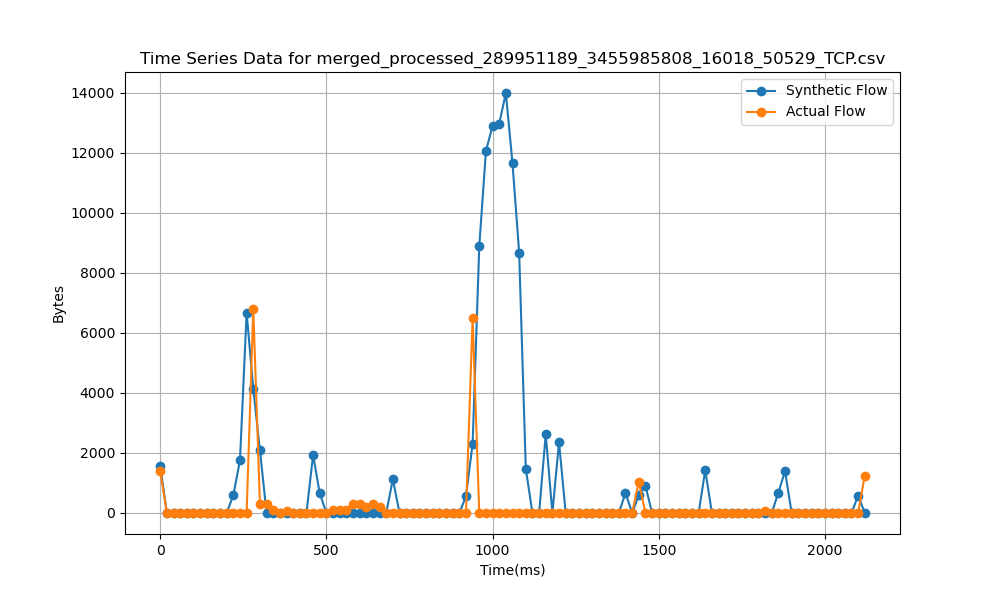 Time Series Data for merged_processed_289951189_3455985808_16018_50529_TCP.csv
Synthetic Flow
Actual Flow
14000
12000
10000
8000
6000
4000
2000
0
Bytes
0 500 1000 1500 2000
Time(ms)